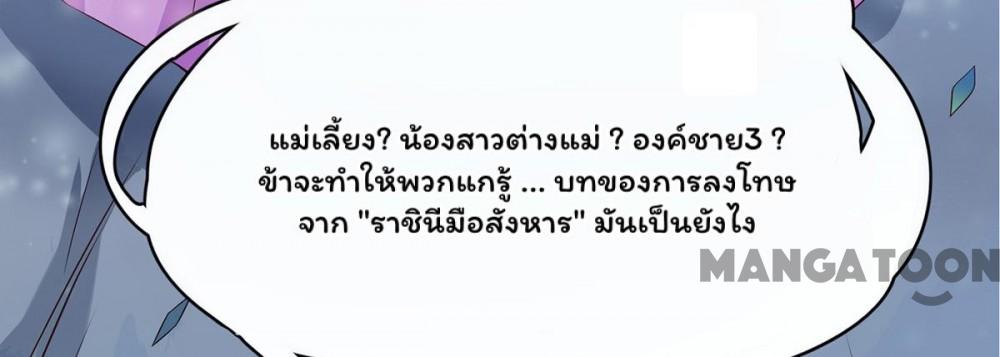 แม่เลี้ยง? น้องสาวต่างแม่ ? องค์ชาย3 ?
ข้าจะทำให้พวกแกรู้ ... บทของการลงโทษ
จาก "ราชินีมือสังหาร" มันเป็นยังไง
MANGATOON